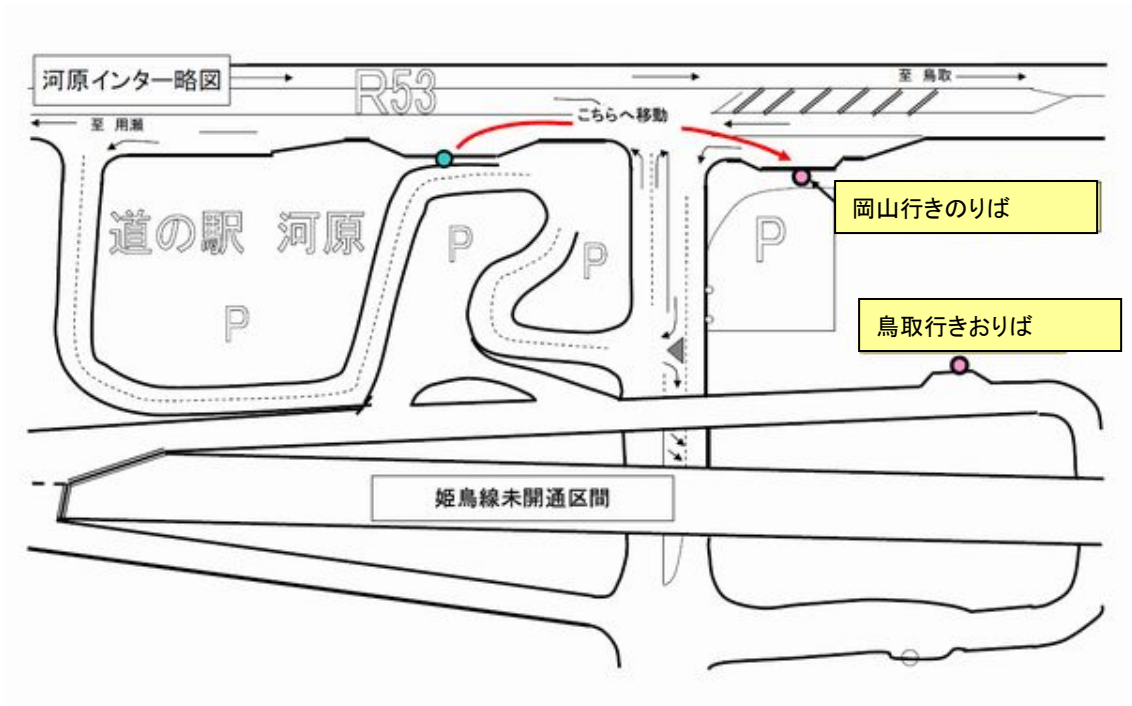 河原インター略図
R53
至 鳥取
こちらへ移動
至 用瀬
岡山行きのりば
道の駅 河原
P
P
P
P
鳥取行きおりば
姫鳥線未開通区間